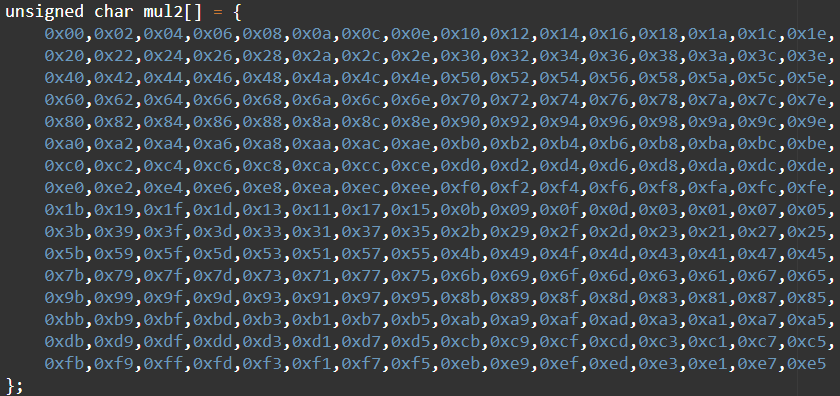 unsigned char mul2[] = {
0x00,0x02,0x04,0x06,0x08,0x0a,0x0c,0x0e,0x10,0x12,0x14,0x16,0x18,0x1a,0x1c,0x1e,
0x20,0x22,0x24,0x26,0x28,0x2a,0x2c,0x2e,0x30,0x32,0x34,0x36,0x38,0x3a,0x3c,0x3e,
0x40,0x42,0x44,0x46,0x48,0x4a,0x4c,0x4e,0x50,0x52,0x54,0x56,0x58,0x5a,0x5c,0x5e,
0x60,0x62,0x64,0x66,0x68,0x6a,0x6c,0x6e,0x70,0x72,0x74,0x76,0x78,0x7a,0x7c,0x7e,
0x80,0x82,0x84,0x86,0x88,0x8a,0x8c,0x8e,0x90,0x92,0x94,0x96,0x98,0x9a,0x9c,0x9e,
0xa0,0xa2,0xa4,0xa6,0xa8,0xaa,0xac,0xae,0xb0,0xb2,0xb4,0xb6,0xb8,0xba,0xbc,0xbe,
0xc0,0xc2,0xc4,0xc6,0xc8,0xca,0xcc,0xce,0xd0,0xd2,0xd4,0xd6,0xd8,0xda,0xdc,0xde,
0xe0,0xe2,0xe4,0xe6,0xe8,0xea,0xec,0xee,0xf0,0xf2,0xf4,0xf6,0xf8,0xfa,0xfc,0xfe,
0x1b,0x19,0x1f,0x1d,0x13,0x11,0x17,0x15,0x0b,0x09,0x0f,0x0d,0x03,0x01,0x07,0x05,
0x3b,0x39,0x3f,0x3d,0x33,0x31,0x37,0x35,0x2b,0x29,0x2f,0x2d,0x23,0x21,0x27,0x25,
0x5b,0x59,0x5f,0x5d,0x53,0x51,0x57,0x55,0x4b,0x49,0x4f,0x4d,0x43,0x41,0x47,0x45,
0x7b,0x79,0x7f,0x7d,0x73,0x71,0x77,0x75,0x6b,0x69,0x6f,0x6d,0x63,0x61,0x67,0x65,
0x9b,0x99,0x9f,0x9d,0x93,0x91,0x97,0x95,0x8b,0x89,0x8f,0x8d,0x83,0x81,0x87,0x85,
0xbb,0xb9,0xbf,0xbd,0xb3,0xb1,0xb7,0xb5,0xab,0xa9,0xaf,0xad,0xa3,0xa1,0xa7,0xa5,
0xdb,0xd9,0xdf,0xdd,0xd3,0xd1,0xd7,0xd5,0xcb,0xc9,0xcf,0xcd,0xc3,0xc1,0xc7,0xc5,
0xfb,0xf9,0xff,0xfd,0xf3,0xf1,0xf7,0xf5,0xeb,0xe9,0xef,0xed,0xe3,0xe1,0xe7,0xe5
};